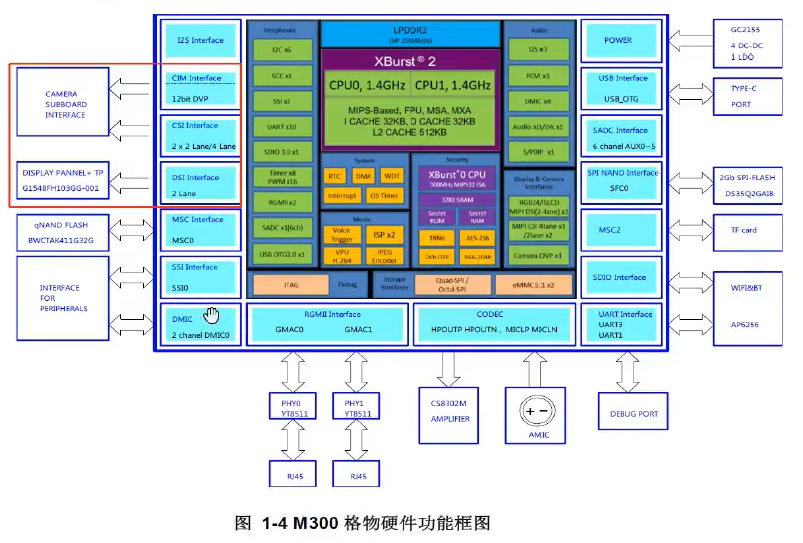 I2S Interface
CIM Interface
12bit DVP
CSI Interface
2 x 2 Lane/4 Lane
DSI Interface
2 Lane
MSC Interface
MSC0
SSI Interface
SSI0
DMIC
2 chanel DMIC0
CAMERA
SUBBOARD
INTERFACE
DISPLAY PANNEL+ TP
G1548FH103GG-001
qNAND FLASH
BWCTAK411G32G
INTERFACE
FOR
PERIPHERALS
Peripherals
I2C x6
SCC x1
SSI x2
UART x10
SDIO 3.0 x1
Timer x8
PWM x16
RGMII x2
SADC x1(6ch)
USB OTG2.0 x1
LPDDR2
XBurst® 2
CPU0, 1.4GHz
CPU1, 1.4GHz
MIPS-Based, FPU, MSA, MXA
I CACHE 32KB, D CACHE 32KB
L2 CACHE 512KB
System
RTC
DMA
WDT
Interrupt
OS Timer
Media
Voice
Trigger
ISP x2
VPU
H.264
JPEG
Encoder
Security
XBurst®0 CPU
300MHz, MIPS32 ISA
32KB SRAM
Secret
ROM
Secret
RAM
TRNG
AES-256
RSA-2048
Audio
I2S x3
PCM x1
DMIC x8
Audio AD/DA x1
S/PDIF x1
Display & Camera
Interfaces
RGB24/SLCD
MIPI DSI(2-lane) x1
MIPI CSI 4lane x1
/2lane x2
Camera DVP x1
JTAG
Debug
Storage
Interfaces
Quad-SPI /
Octal-SPI
eMMC5.1 x2
RGMII Interface
GMAC0
GMAC1
CODEC
HPOUTP HPOUTN , MICLP MICLN
POWER
USB Interface
USB_OTG
SADC Interface
6 channel AUX0~5
SPI NAND Interface
SFC0
MSC2
SDIO Interface
UART Interface
UART3
UART1
GC2155
4 DC-DC
1 LDO
TYPE-C
PORT
2Gb SPI-FLASH
DS35Q2GAIB
TF card
WIFI&BT
AP6256
PHY0
YT8511
PHY1
YT8511
RJ45
RJ45
CS8302M
AMPLIFIER
AMIC
DEBUG PORT
图 1-4 M300 格物硬件功能框图